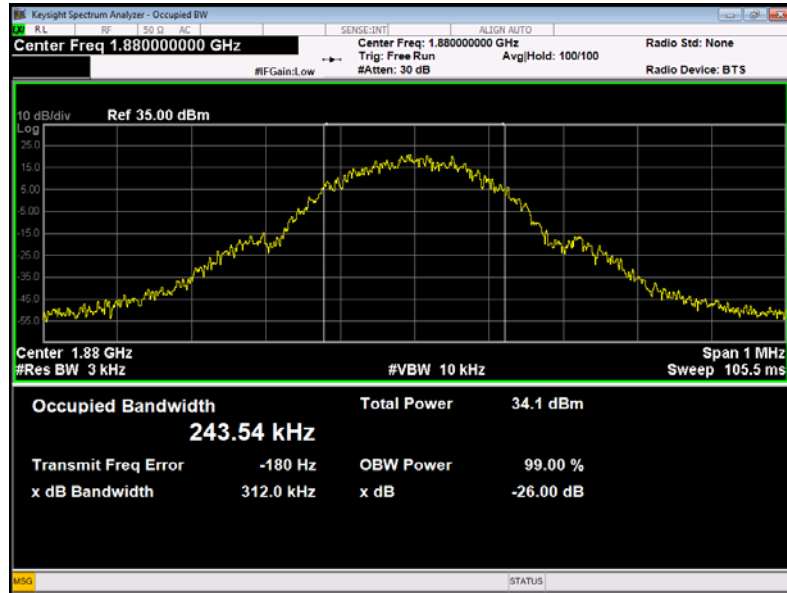 Keysight Spectrum Analyzer - Occupied BW
RL RF 50 Ω AC SENSE:INT ALIGN AUTO
Center Freq 1.880000000 GHz
Center Freq: 1.880000000 GHz
Radio Std: None
Trig: Free Run Avg|Hold: 100/100
#IFGain:Low #Atten: 30 dB Radio Device: BTS
10 dB/div Ref 35.00 dBm
Log
25.0
15.0
5.00
-5.00
-15.0
-25.0
-35.0
-45.0
-55.0
Center 1.88 GHz Span 1 MHz
#Res BW 3 kHz #VBW 10 kHz Sweep 105.5 ms
Occupied Bandwidth Total Power 34.1 dBm
243.54 kHz
Transmit Freq Error -180 Hz OBW Power 99.00 %
x dB Bandwidth 312.0 kHz x dB -26.00 dB
MSG STATUS